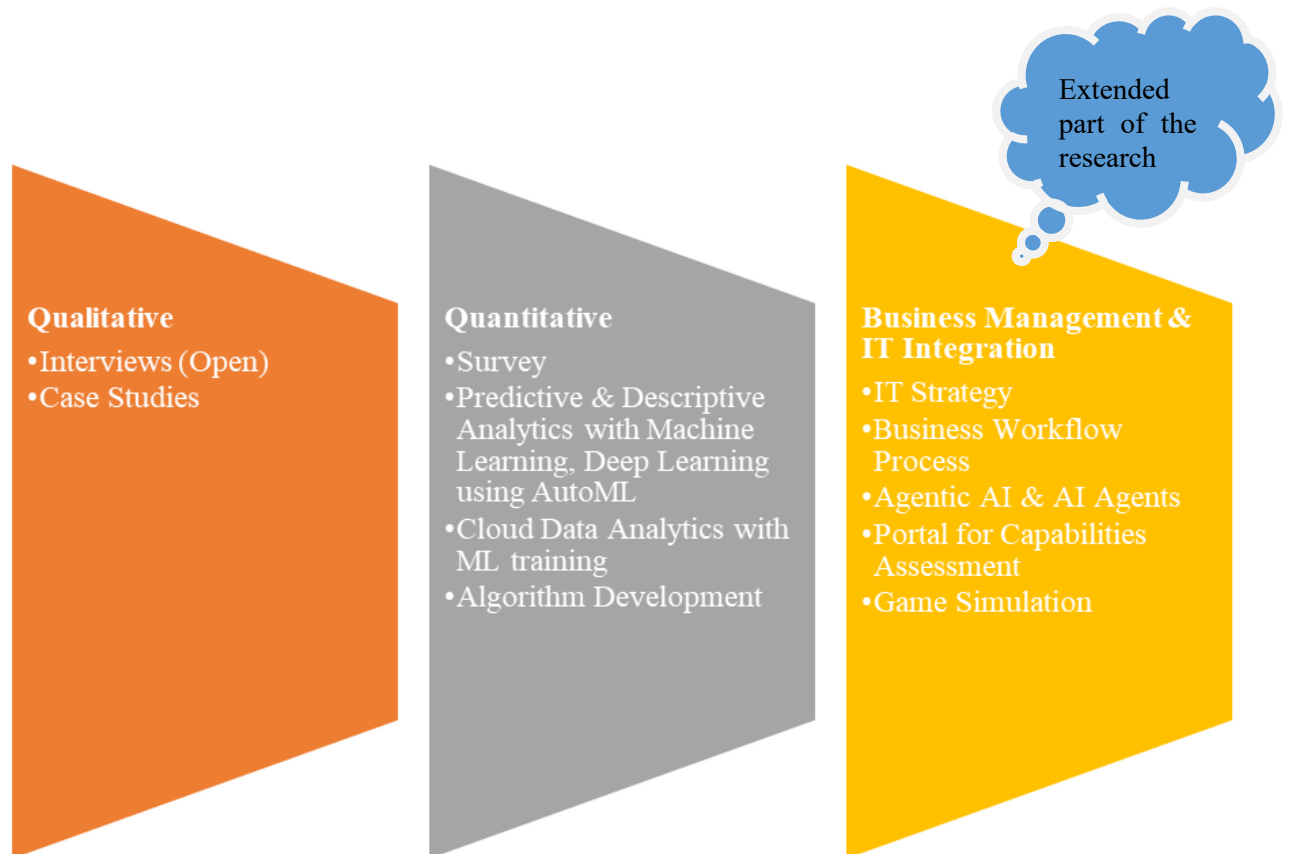 Extended
part of the
research
Qualitative
•Interviews (Open)
•Case Studies
Quantitative
•Survey
•Predictive & Descriptive
Analytics with Machine
Learning, Deep Learning
using AutoML
•Cloud Data Analytics with
ML training
•Algorithm Development
Business Management &
IT Integration
•IT Strategy
•Business Workflow
Process
•Agentic AI & AI Agents
•Portal for Capabilities
Assessment
•Game Simulation